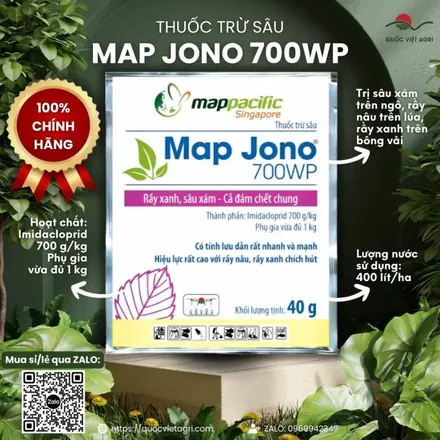 THUỐC TRỪ SÂU
MAP JONO 700WP
QUỐC VIỆT AGRI
100%
CHÍNH
HÃNG
mappacific
Singapore
Thuốc trừ sâu
Map Jono®
700WP
Rầy xanh, sâu xám - Cả đám chết chung
Thành phần: Imidacloprid 700 g/kg
Phụ gia vừa đủ 1 kg
Có tính lưu dẫn rất nhanh và mạnh
Hiệu lực rất cao với rầy nâu, rầy xanh chích hút
Khối lượng tịnh: 40 g
Trị sâu xám
trên ngô, rầy
nâu trên lúa,
rầy xanh trên
bông vải
Hoạt chất:
Imidacloprid
700 g/kg
Phụ gia
vừa đủ 1 kg
Lượng nước
sử dụng:
400 lít/ha
Mua sỉ/lẻ qua ZALO:
Zalo
https://quocvietagri.com/
ZALO: 0969942349